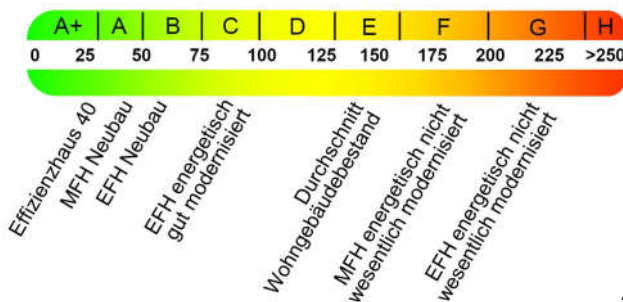 A+ A B C D E F G H
0 25 50 75 100 125 150 175 200 225 >250
Effizienzhaus 40
MFH Neubau
EFH Neubau
EFH energetisch
gut modernisiert
Durchschnitt
Wohngebäudebestand
MFH energetisch nicht
wesentlich modernisiert
EFH energetisch nicht
wesentlich modernisiert